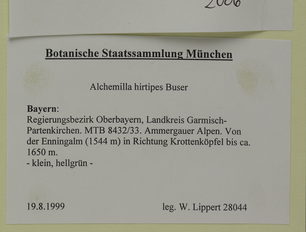 2006
Botanische Staatssammlung München
Alchemilla hirtipes Buser
Bayern:
Regierungsbezirk Oberbayern, Landkreis Garmisch-
Partenkirchen. MTB 8432/33. Ammergauer Alpen. Von
der Enningalm (1544 m) in Richtung Krottenköpfel bis ca.
1650 m.
- klein, hellgrün -
19.8.1999 leg. W. Lippert 28044